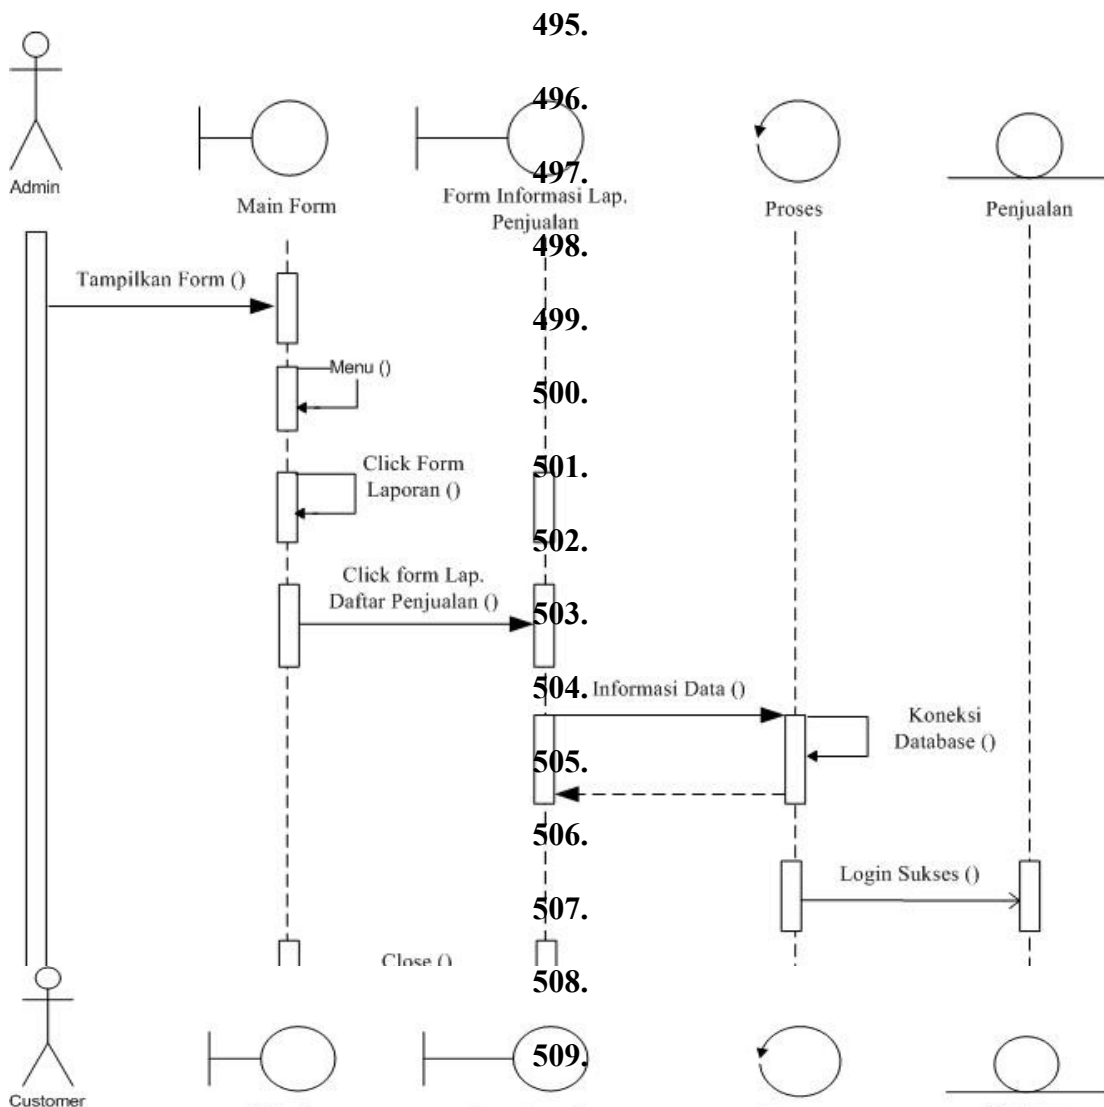 495.
496.
497.
Admin
Main Form
Form Informasi Lap.
Penjualan
Proses
Penjualan
498.
Tampilkan Form ()
499.
Menu ()
500.
Click Form
Laporan ()
501.
502.
Click form Lap.
Daftar Penjualan ()
503.
504.
Informasi Data ()
Koneksi
Database ()
505.
506.
Login Sukses ()
507.
Close ()
508.
509.
Customer